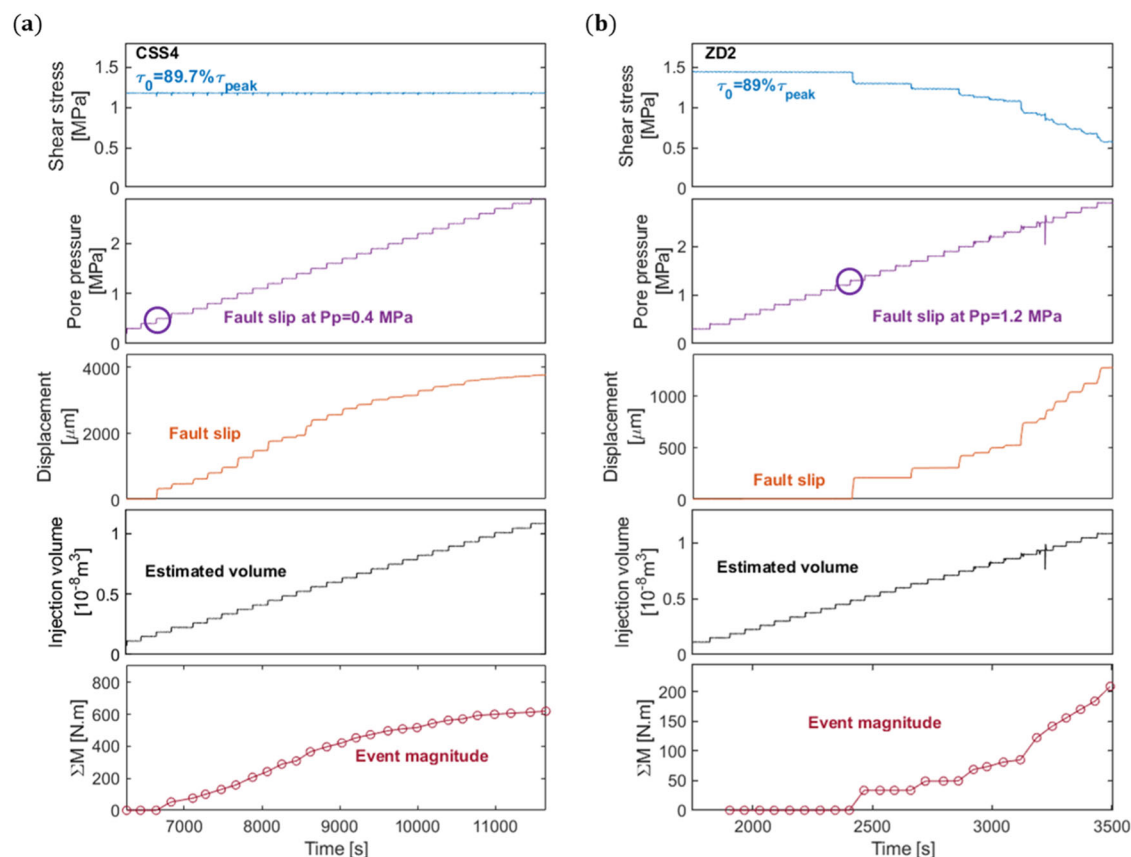 (a)
CSS4
τ0=89.7%τpeak
Shear stress
[MPa]
1.5
1
0.5
0
Pore pressure
[MPa]
2
1
0
Fault slip at Pp=0.4 MPa
Displacement
[μm]
4000
2000
0
Fault slip
Injection volume
[10-8m3]
1
0.5
0
Estimated volume
ΣM [N.m]
800
600
400
200
0
Event magnitude
7000 8000 9000 10000 11000
Time [s]
(b)
ZD2
τ0=89%τpeak
Shear stress
[MPa]
1.5
1
0.5
0
Pore pressure
[MPa]
2
1
0
Fault slip at Pp=1.2 MPa
Displacement
[μm]
1000
500
0
Fault slip
Injection volume
[10-8m3]
1
0.5
0
Estimated volume
ΣM [N.m]
200
150
100
50
0
Event magnitude
2000 2500 3000 3500
Time [s]